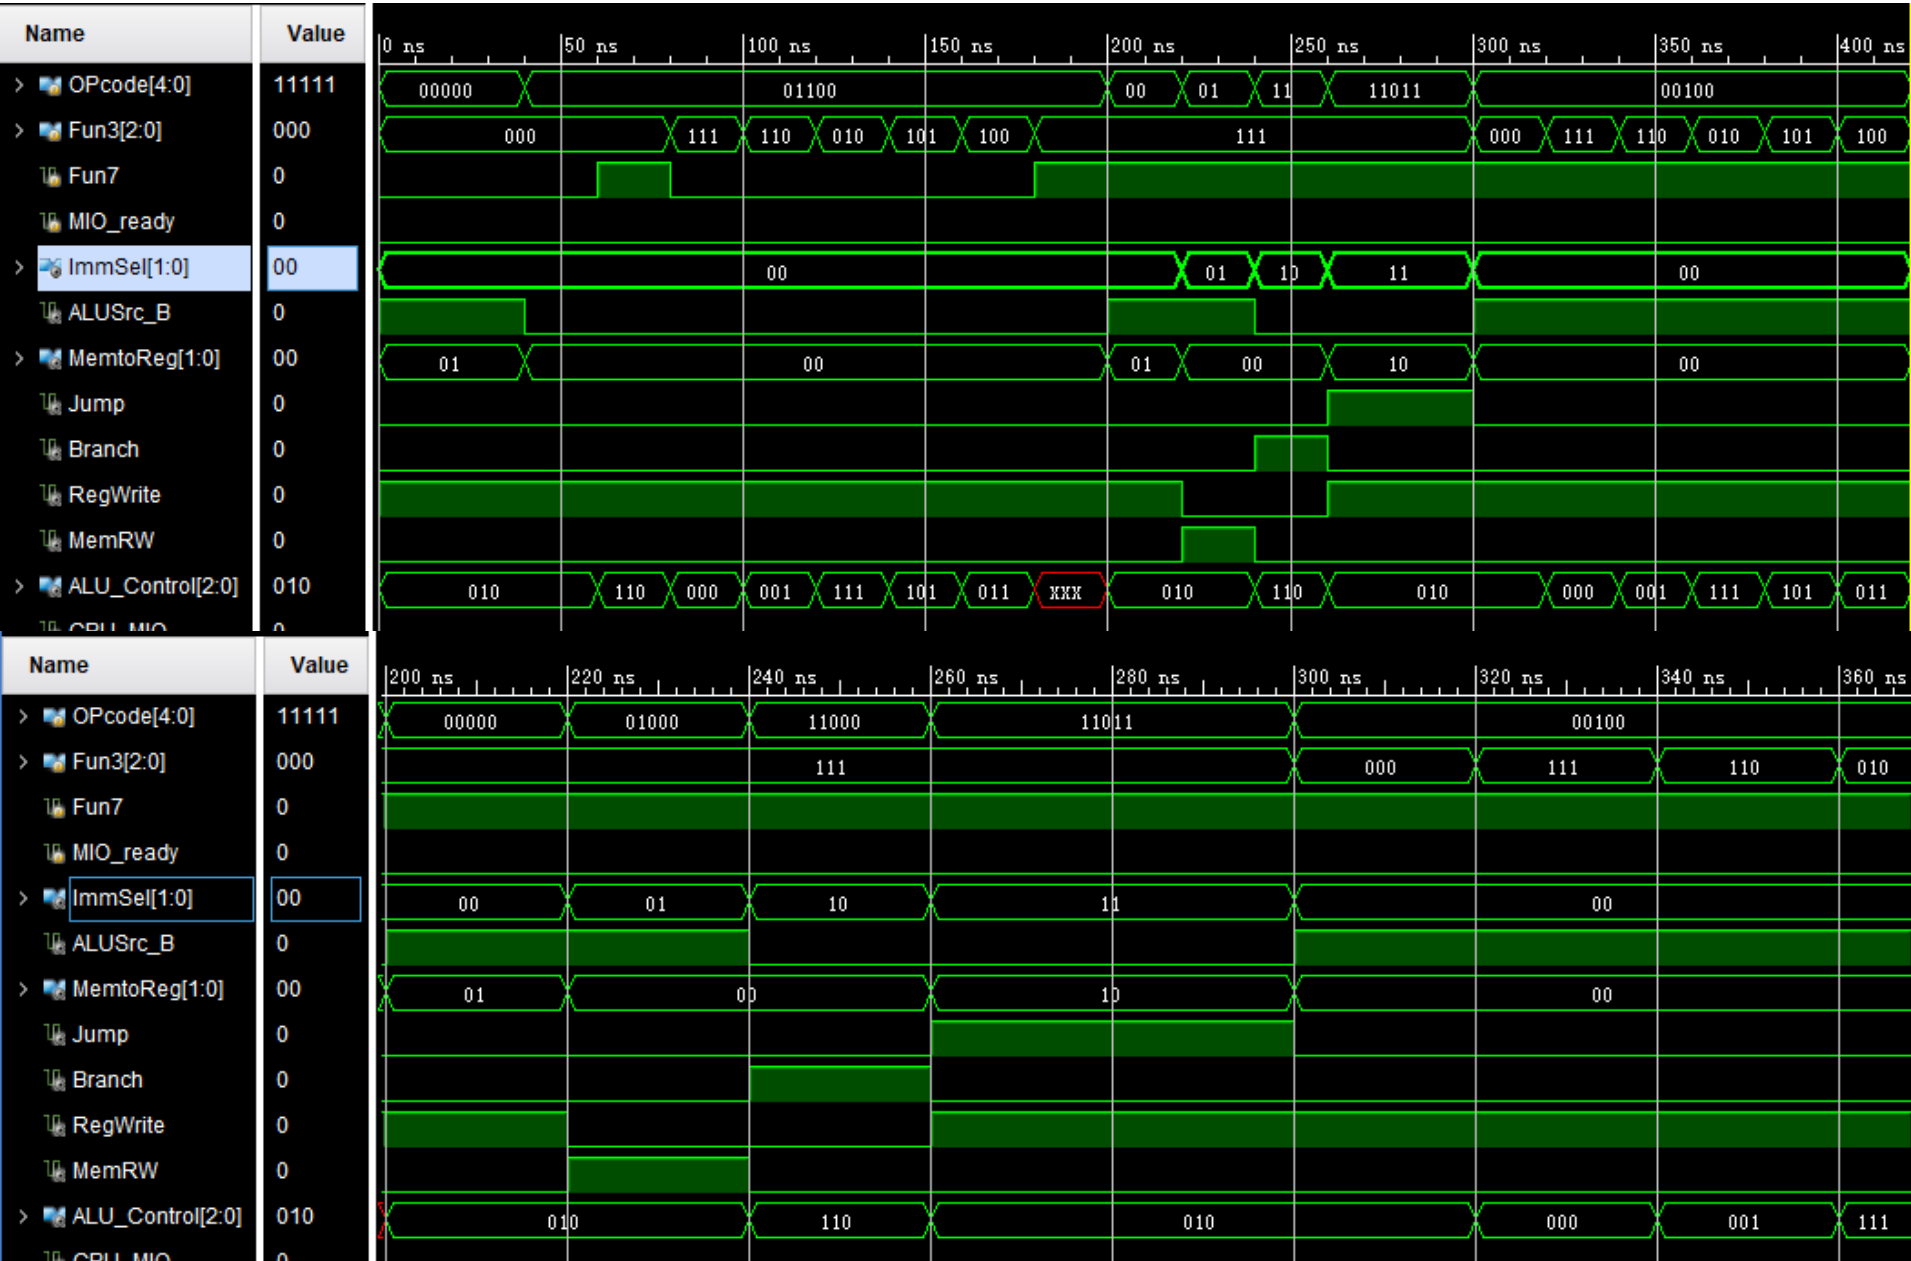 Name Value 0 ns 50 ns 100 ns 150 ns 200 ns 250 ns 300 ns 350 ns 400 ns
OPcode[4:0] 11111 00000 01100 00 01 11 11011 00100
Fun3[2:0] 000 000 111 110 010 101 100 111 000 111 110 010 101 100
Fun7 0
MIO_ready 0
ImmSel[1:0] 00 00 01 10 11 00
ALUSrc_B 0
MemtoReg[1:0] 00 01 00 01 00 10 00
Jump 0
Branch 0
RegWrite 0
MemRW 0
ALU_Control[2:0] 010 010 110 000 001 111 101 011 XXX 010 110 010 000 001 111 101 011
CPU_MIO 0
Name Value 200 ns 220 ns 240 ns 260 ns 280 ns 300 ns 320 ns 340 ns 360 ns
OPcode[4:0] 11111 00000 01000 11000 11011 00100
Fun3[2:0] 000 111 000 111 110 010
Fun7 0
MIO_ready 0
ImmSel[1:0] 00 00 01 10 11 00
ALUSrc_B 0
MemtoReg[1:0] 00 01 00 10 00
Jump 0
Branch 0
RegWrite 0
MemRW 0
ALU_Control[2:0] 010 010 110 010 000 001 111
CPU_MIO 0